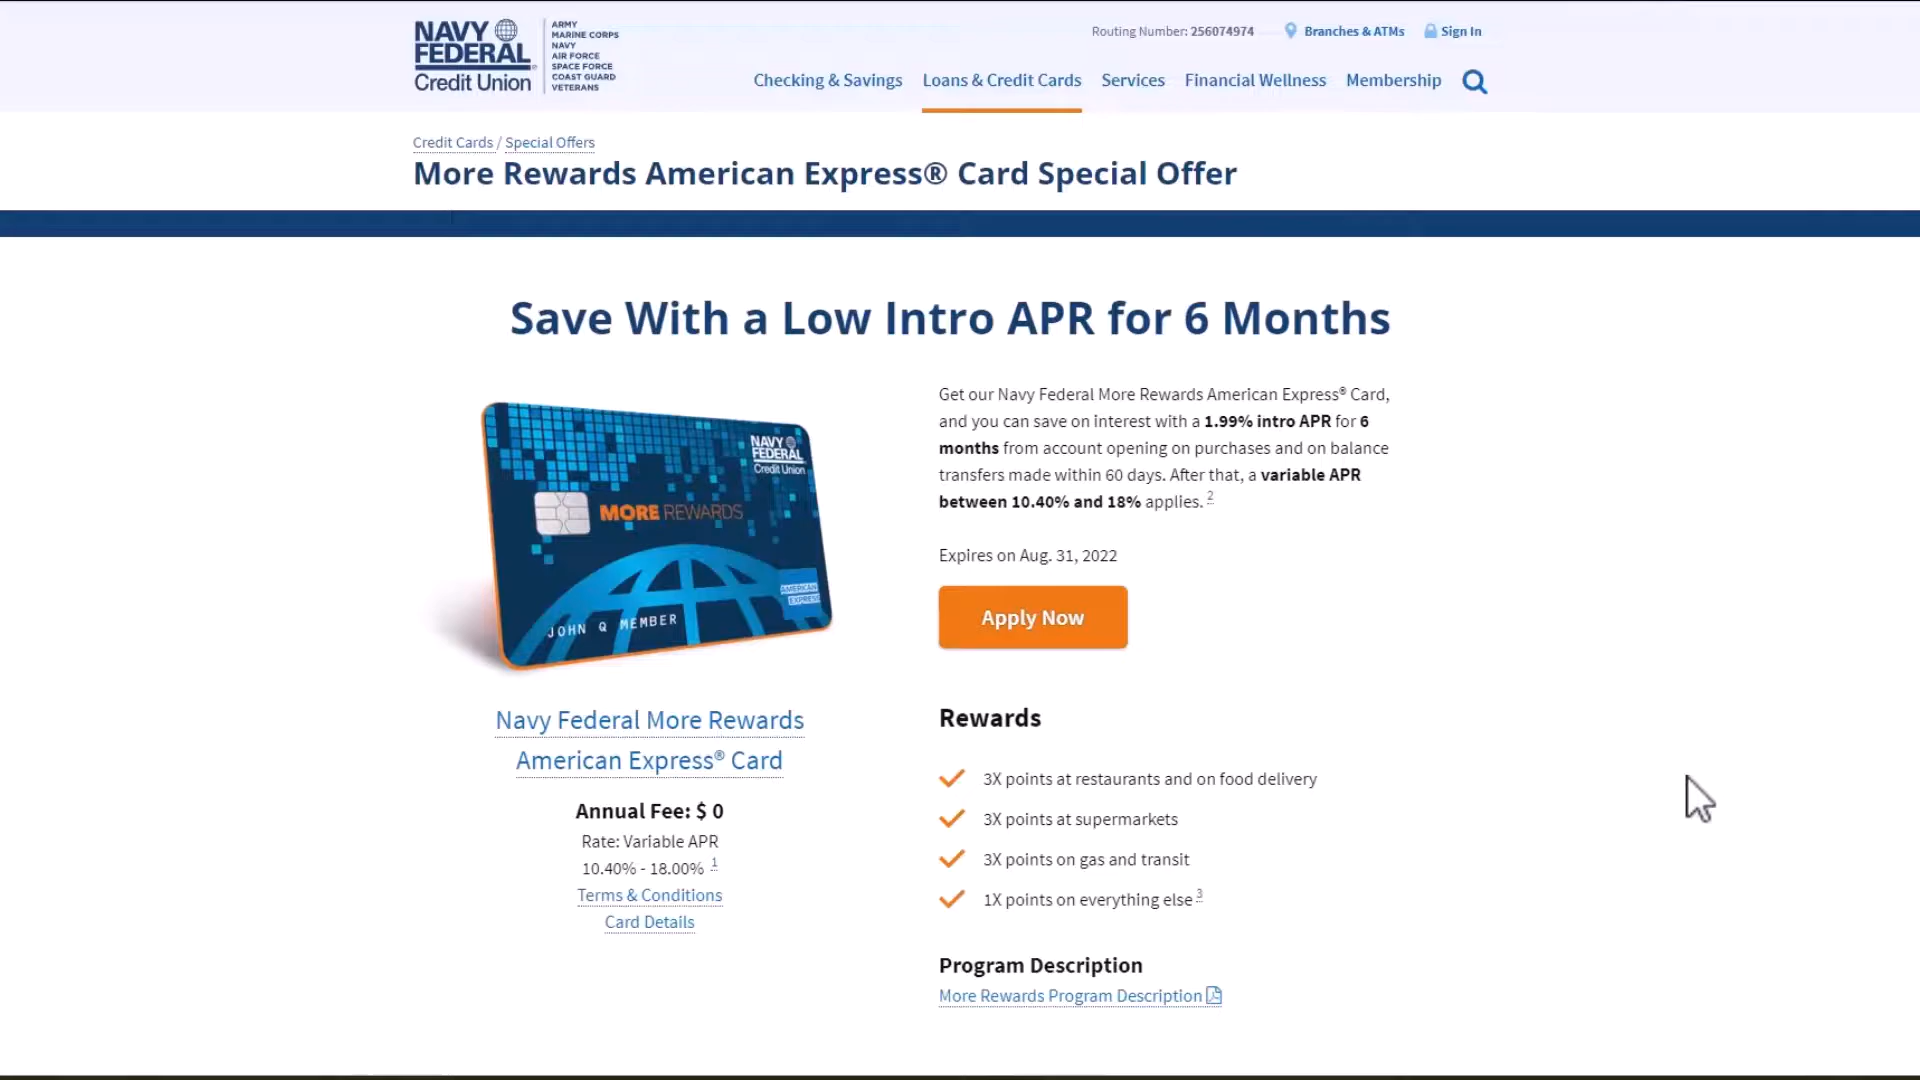 NAVY
FEDERAL
Credit Union
ARMY
MARINE CORPS
NAVY
AIR FORCE
SPACE FORCE
COAST GUARD
VETERANS
Routing Number: 256074974
Branches & ATMs
Sign In
Checking & Savings
Loans & Credit Cards
Services
Financial Wellness
Membership
Credit Cards / Special Offers
More Rewards American Express® Card Special Offer
Save With a Low Intro APR for 6 Months
NAVY
FEDERAL
Credit Union
MORE REWARDS
AMERICAN
EXPRESS
JOHN Q MEMBER
Navy Federal More Rewards
American Express® Card
Annual Fee: $ 0
Rate: Variable APR
10.40% - 18.00% 1
Terms & Conditions
Card Details
Get our Navy Federal More Rewards American Express® Card,
and you can save on interest with a 1.99% intro APR for 6
months from account opening on purchases and on balance
transfers made within 60 days. After that, a variable APR
between 10.40% and 18% applies. 2
Expires on Aug. 31, 2022
Apply Now
Rewards
3X points at restaurants and on food delivery
3X points at supermarkets
3X points on gas and transit
1X points on everything else 3
Program Description
More Rewards Program Description